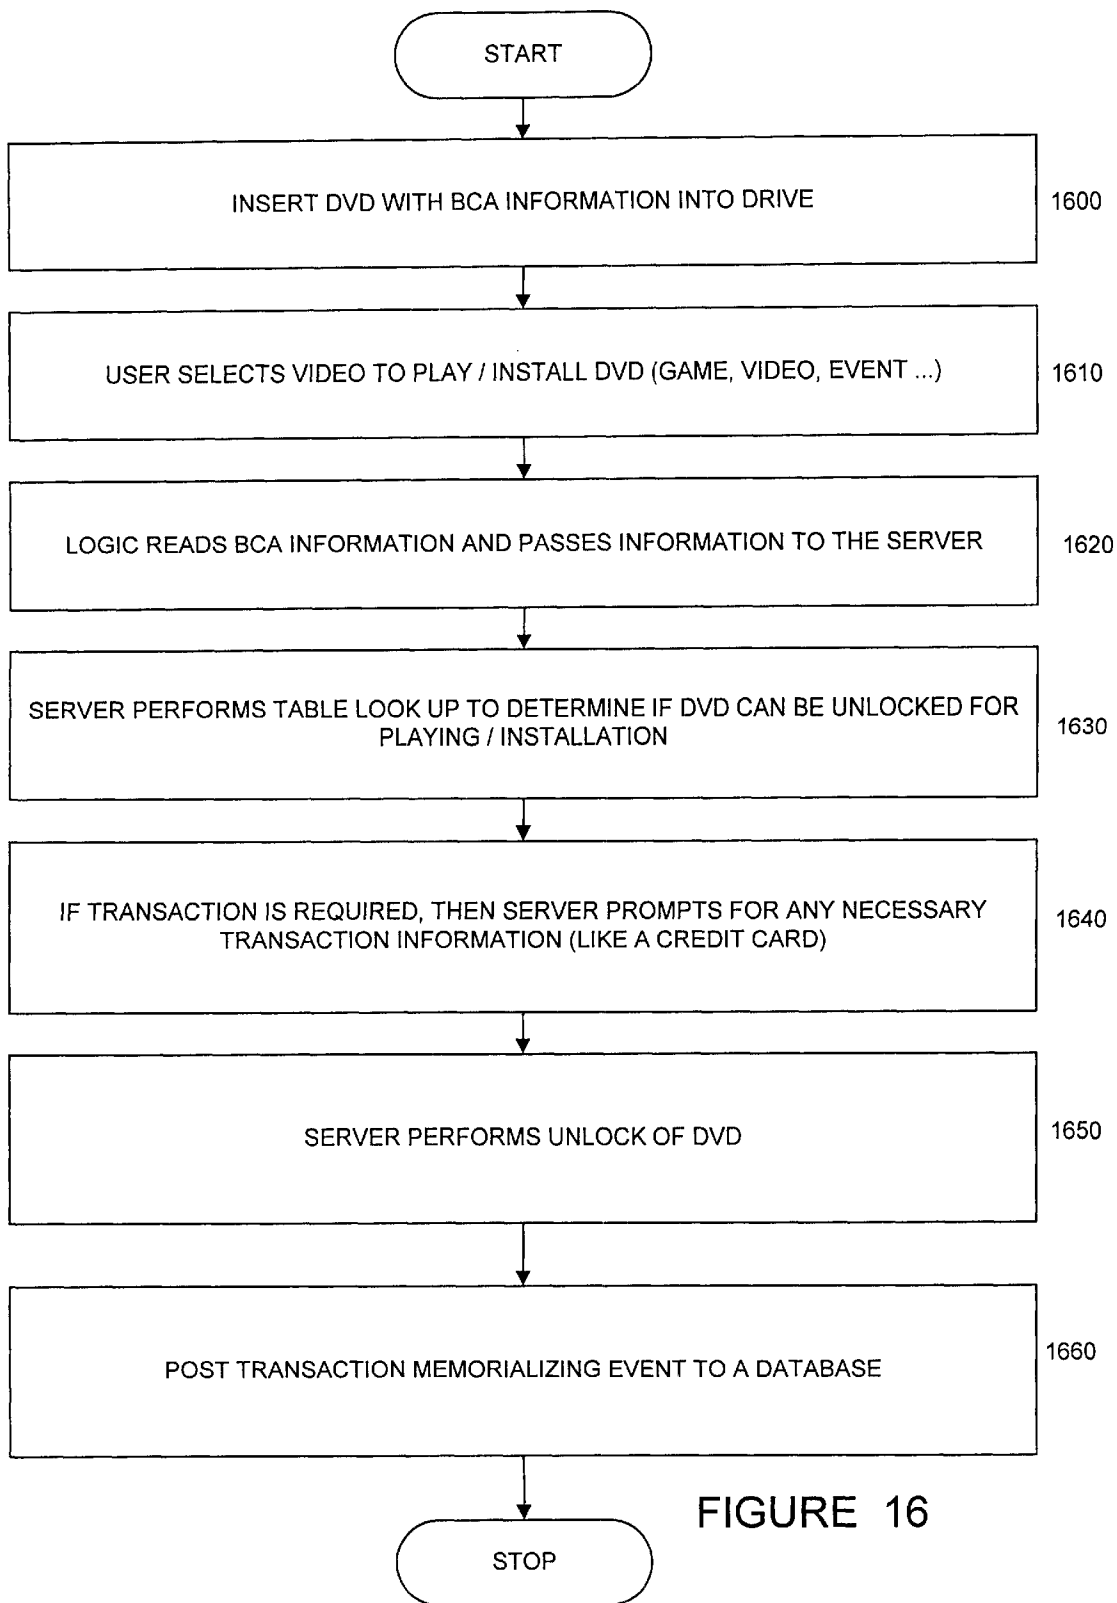 START
INSERT DVD WITH BCA INFORMATION INTO DRIVE
1600
USER SELECTS VIDEO TO PLAY / INSTALL DVD (GAME, VIDEO, EVENT ...)
1610
LOGIC READS BCA INFORMATION AND PASSES INFORMATION TO THE SERVER
1620
SERVER PERFORMS TABLE LOOK UP TO DETERMINE IF DVD CAN BE UNLOCKED FOR
PLAYING / INSTALLATION
1630
IF TRANSACTION IS REQUIRED, THEN SERVER PROMPTS FOR ANY NECESSARY
TRANSACTION INFORMATION (LIKE A CREDIT CARD)
1640
SERVER PERFORMS UNLOCK OF DVD
1650
POST TRANSACTION MEMORIALIZING EVENT TO A DATABASE
1660
FIGURE 16
STOP